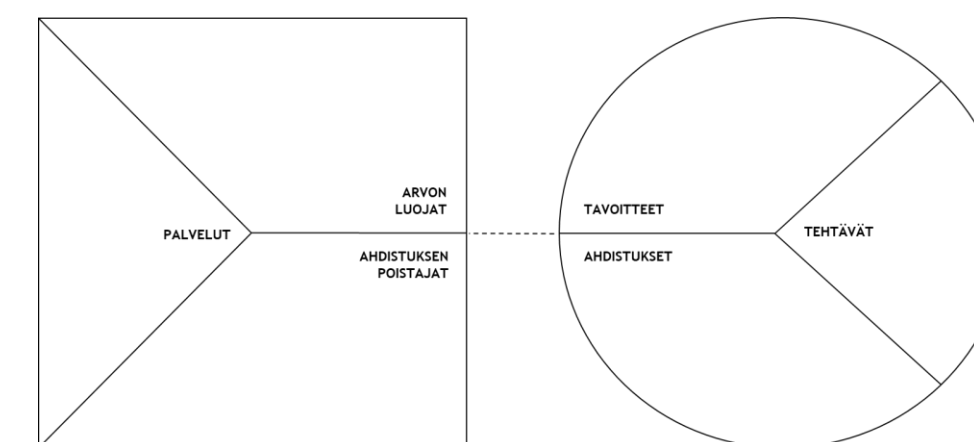 ARVON
LUOJAT
PALVELUT
AHDISTUKSEN
POISTAJAT
TAVOITTEET
AHDISTUKSET
TEHTÄVÄT